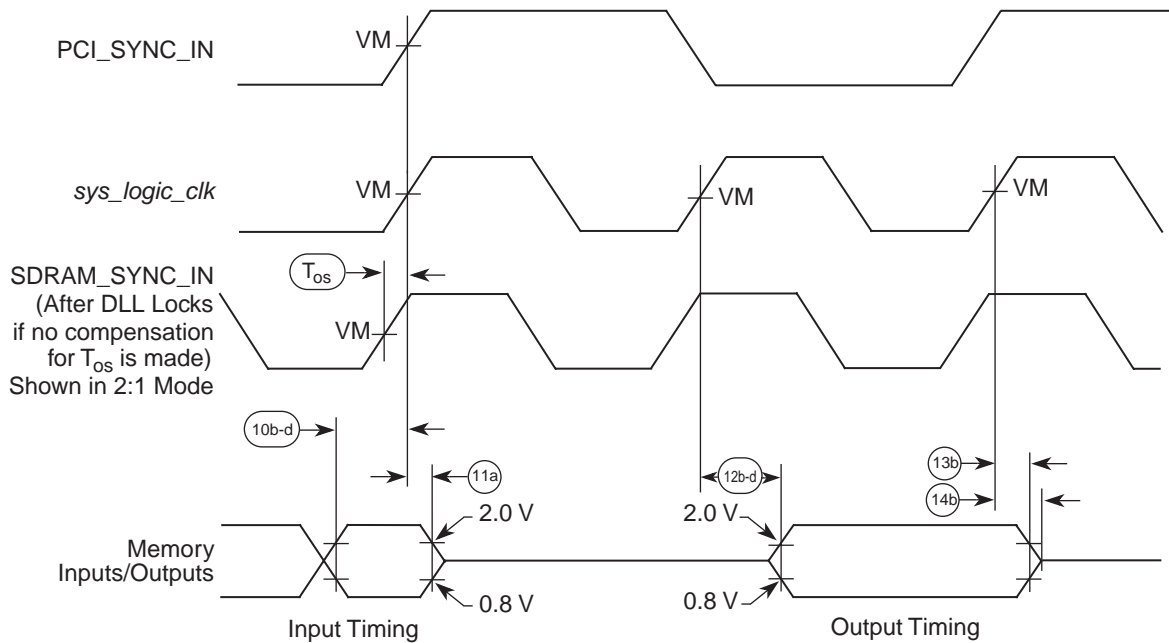 PCI_SYNC_IN
VM
sys_logic_clk
VM
VM
VM
Tos
SDRAM_SYNC_IN
(After DLL Locks
if no compensation
for Tos is made)
Shown in 2:1 Mode
VM
10b-d
11a
12b-d
13b
14b
2.0 V
2.0 V
Memory
Inputs/Outputs
0.8 V
0.8 V
Input Timing
Output Timing